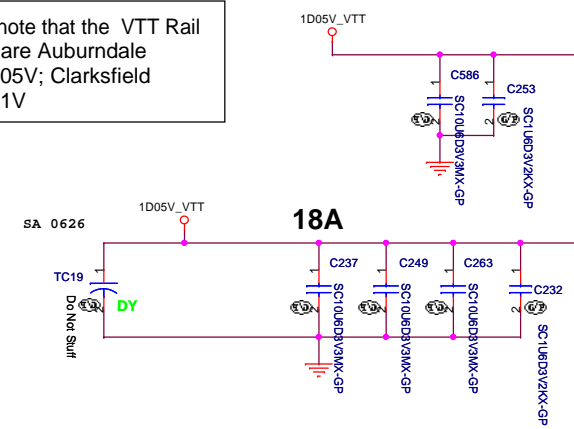 note that the VTT Rail
are Auburndale
05V; Clarksfield
1V
1D05V_VTT
1
C586
2
SC10U6D3V3MX-GP
1
C253
2
SC1U6D3V2KX-GP
SA 0626
1D05V_VTT
18A
TC19
1
2
Do Not Stuff
DY
C237
1
2
SC10U6D3V3MX-GP
C249
1
2
SC10U6D3V3MX-GP
C263
1
2
SC10U6D3V3MX-GP
1
C232
2
SC1U6D3V2KX-GP